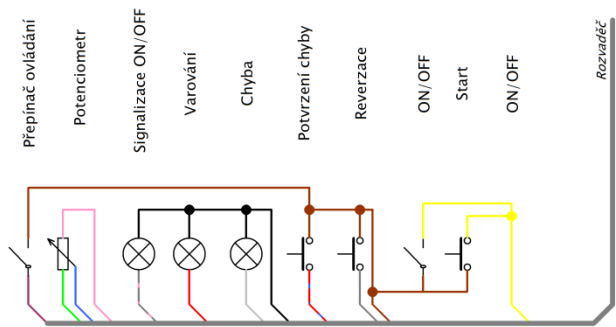 Přepínač ovládání
Potenciometr
Signalizace ON/OFF
Varování
Chyba
Potvrzení chyby
Reverzace
ON/OFF
Start
ON/OFF
Rozvaděč